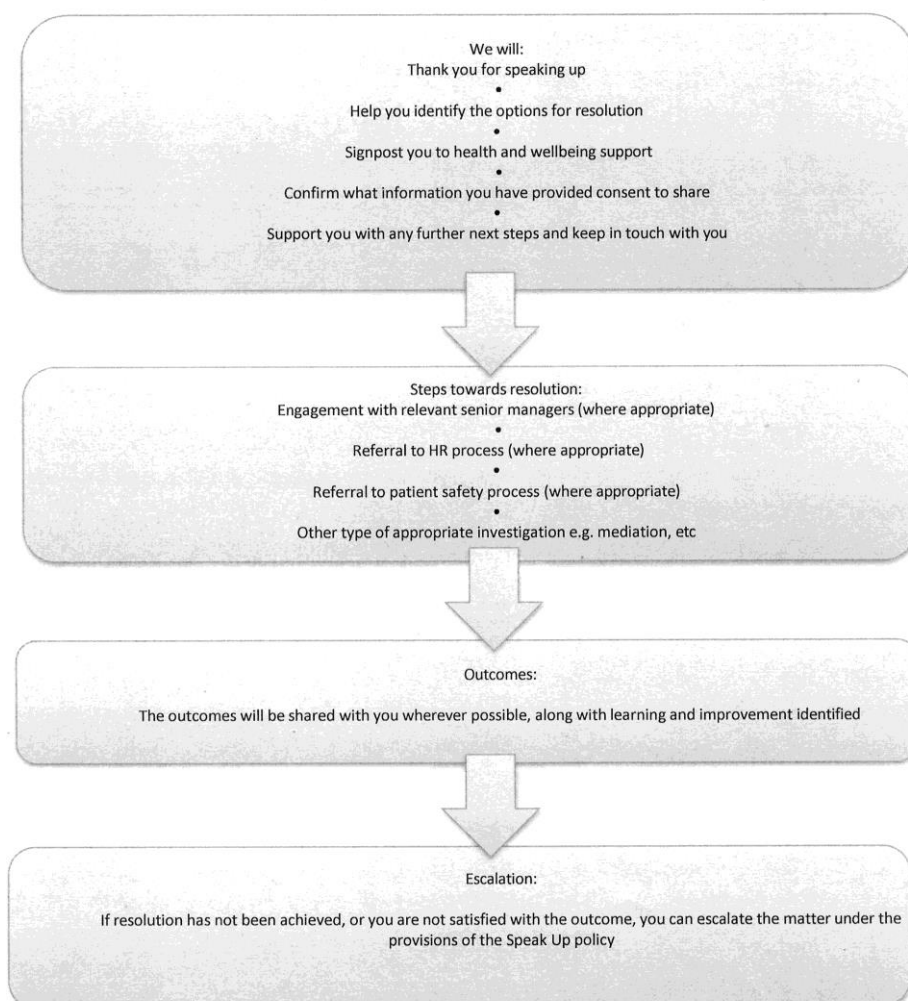 We will:
Thank you for speaking up
•
Help you identify the options for resolution
•
Signpost you to health and wellbeing support
•
Confirm what information you have provided consent to share
•
Support you with any further next steps and keep in touch with you
Steps towards resolution:
Engagement with relevant senior managers (where appropriate)
•
Referral to HR process (where appropriate)
•
Referral to patient safety process (where appropriate)
•
Other type of appropriate investigation e.g. mediation, etc
Outcomes:
The outcomes will be shared with you wherever possible, along with learning and improvement identified
Escalation:
If resolution has not been achieved, or you are not satisfied with the outcome, you can escalate the matter under the
provisions of the Speak Up policy